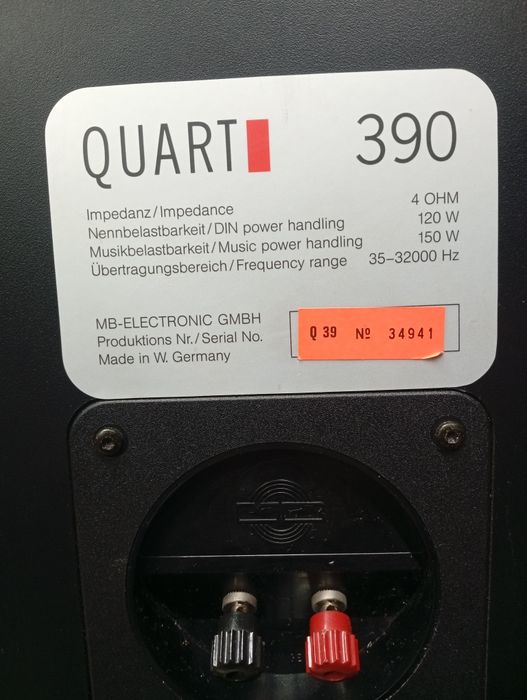 QUART 390
Impedanz/Impedance 4 OHM
Nennbelastbarkeit/DIN power handling 120 W
Musikbelastbarkeit/Music power handling 150 W
Übertragungsbereich/Frequency range 35–32000 Hz
MB-ELECTRONIC GMBH
Produktions Nr./Serial No. Q 39 Nº 34941
Made in W. Germany